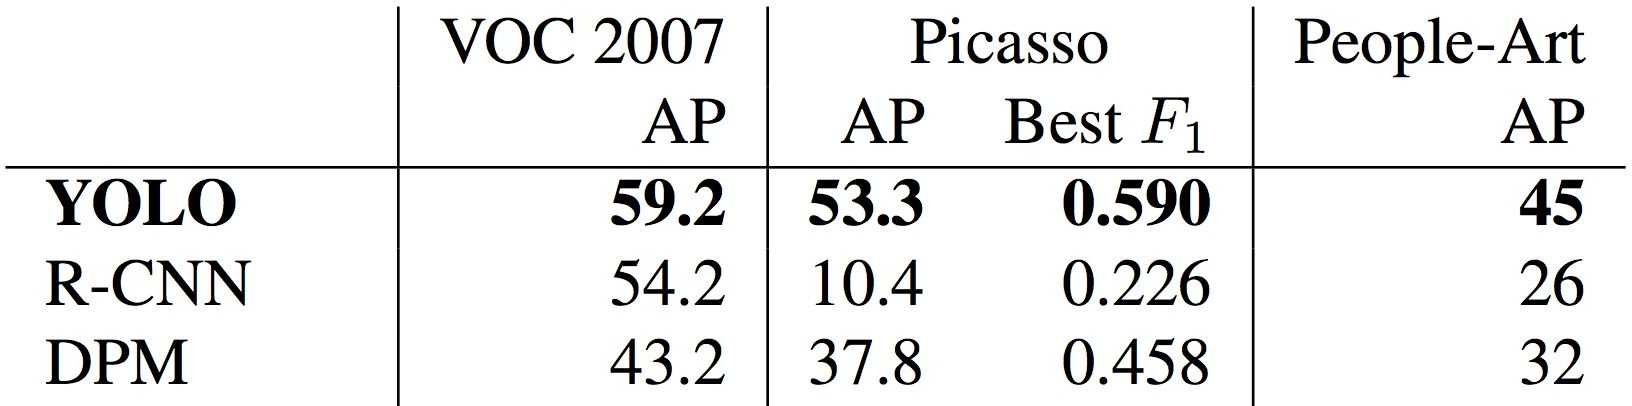 VOC 2007 Picasso People-Art
AP AP Best F1 AP
YOLO 59.2 53.3 0.590 45
R-CNN 54.2 10.4 0.226 26
DPM 43.2 37.8 0.458 32